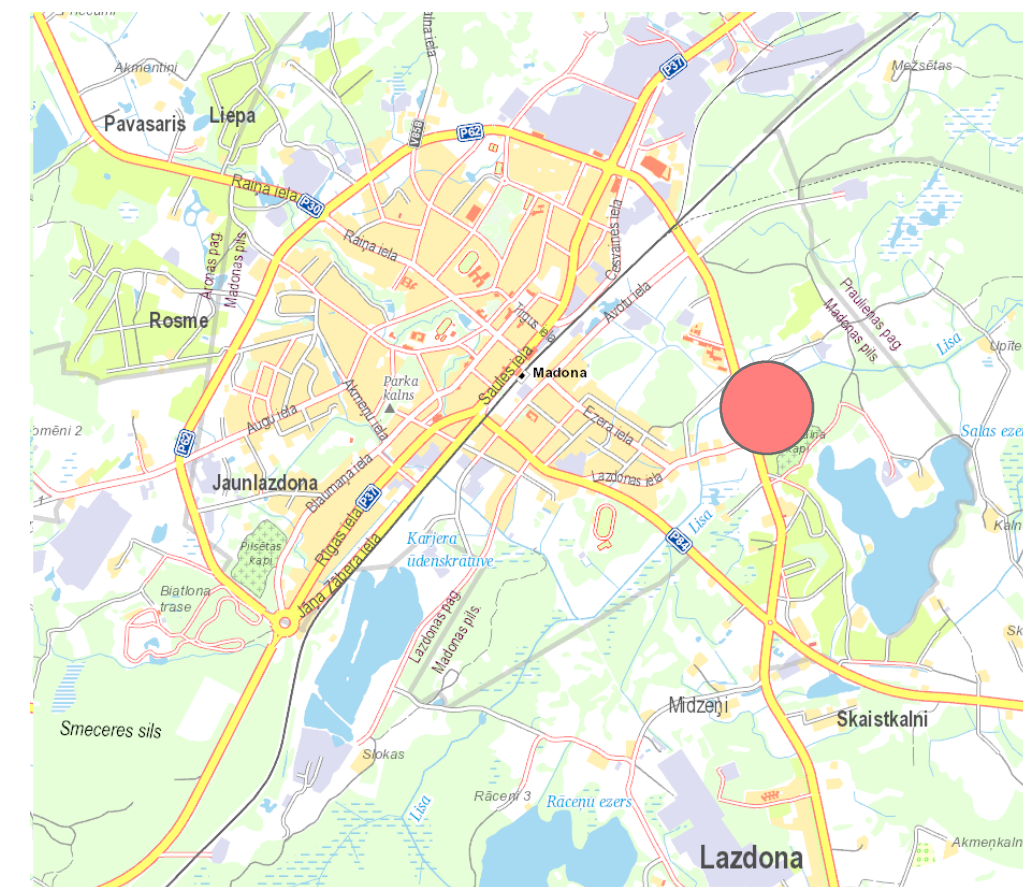 P37
Akmentiņi
Mežsētas
Liepa
Pavasaris
P62
V858
Raiņa iela
P30
Cesvaines iela
Raiņa iela
Aronas pag.
Madonas pils.
Praulienas pag.
Madonas pils.
Avotu iela
Tirgus iela
Rosme
Lisa
Upīte
Saules iela
Madona
Parka
kalns
Akmeņu iela
Augu iela
Ezera iela
P62
Salas ezers
kapi
Lazdonas iela
Jaunlazdona
Blaumaņa iela
P37
Rīgas iela
Lisa
P84
Karjera
ūdenskrātuve
Pilsētas
kapi
Jāņa Zābera iela
Biatlona
trase
Lazdonas pag.
Madonas pils.
Midzeņi
Skaistkalni
Smeceres sils
Slokas
Rāceņi 3
Rāceņu ezers
Lisa
Akmeņkaln
Lazdona